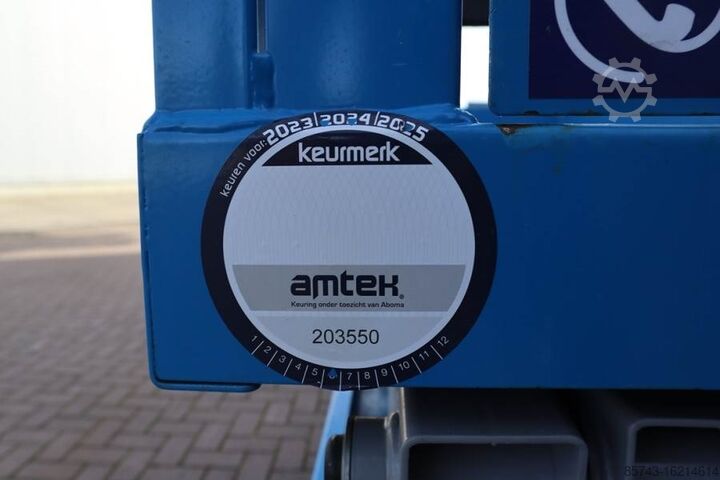 keuren voor: 2023 | 2024 | 2025
keurmerk
amtek®
Keuring onder toezicht van Aboma
203550
1 2 3 4 5 6 7 8 9 10 11 12
85743-16214614